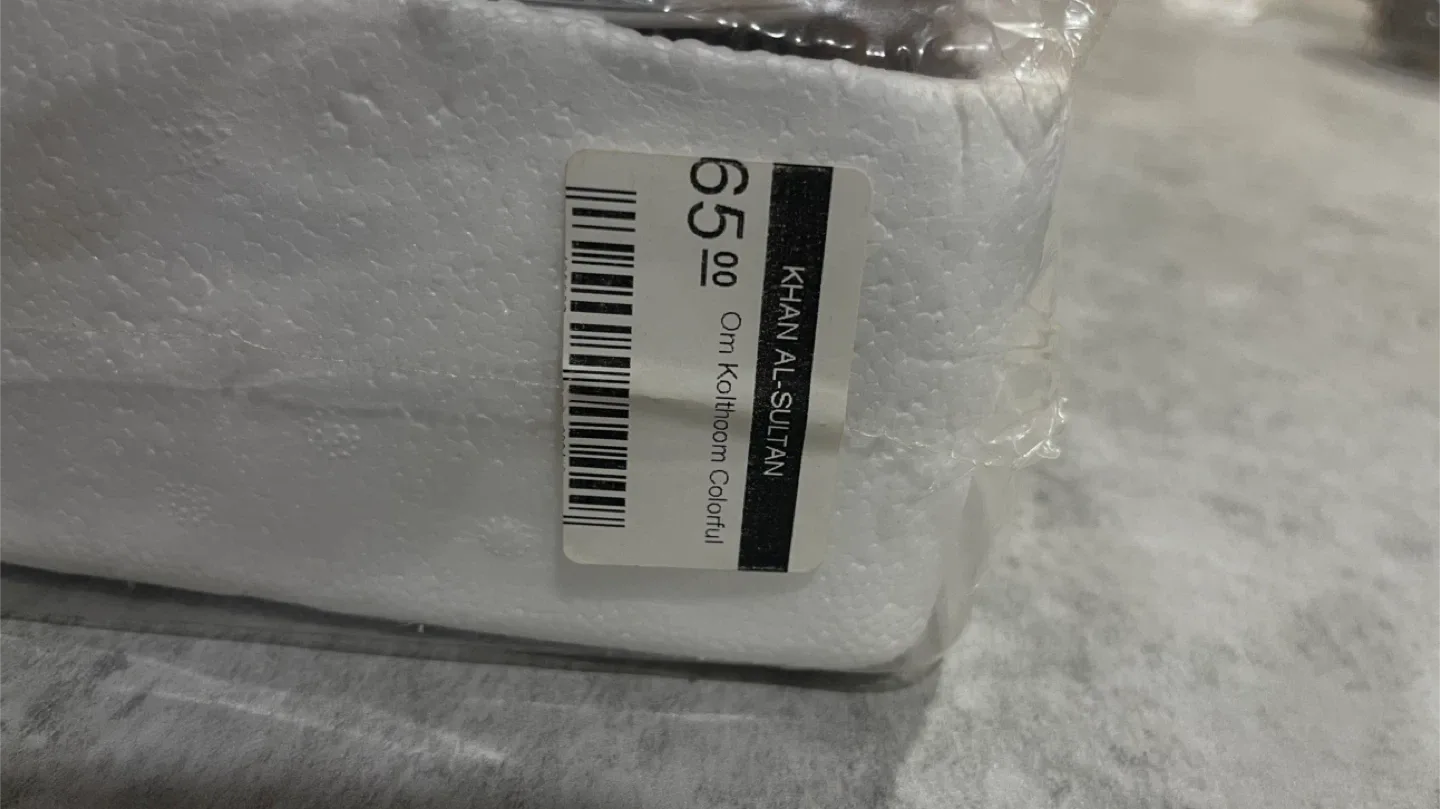 KHAN AL-SULTAN
65.00 Om Kolthoom Colorful